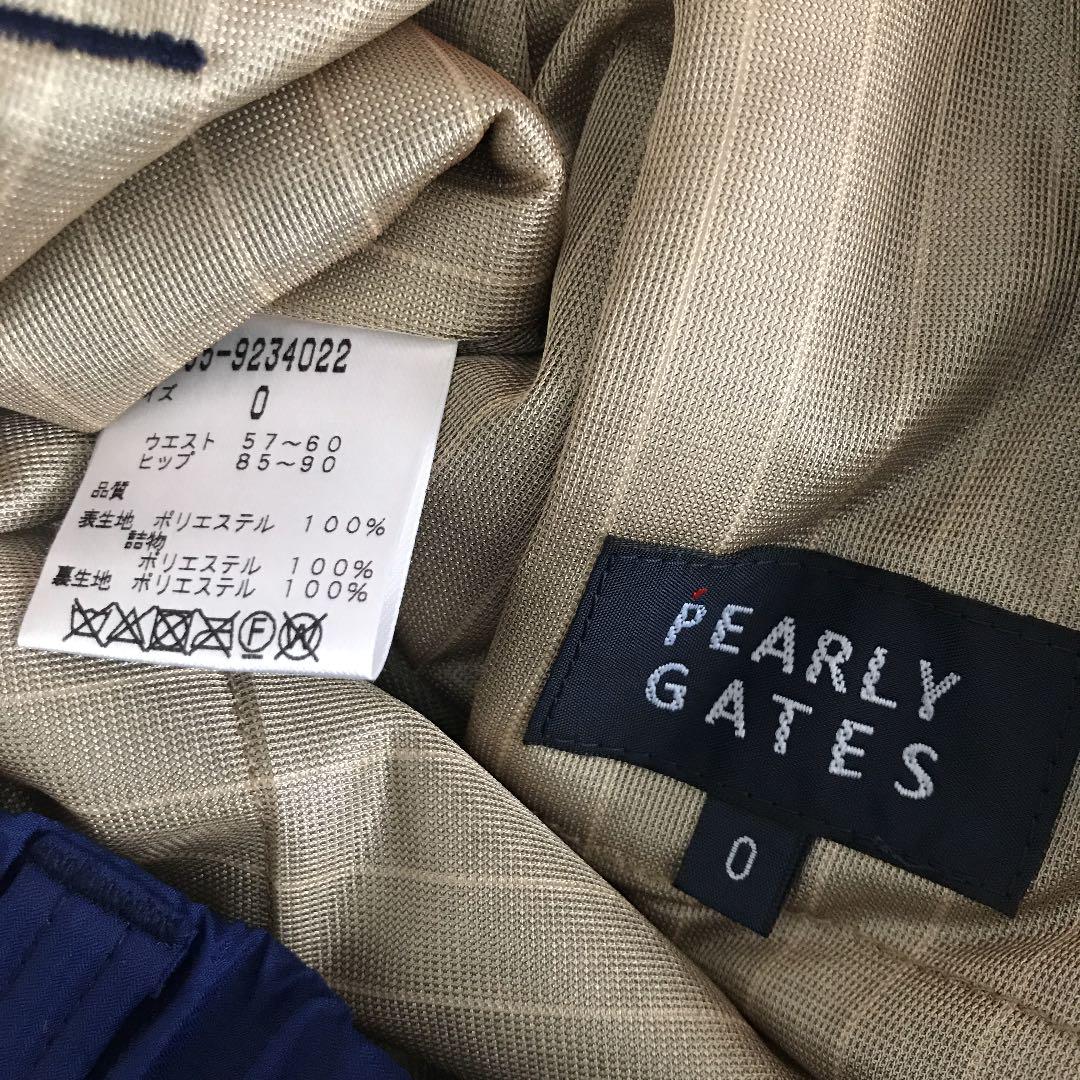 5-9234022
イズ 0
ウエスト 57～60
ヒップ 85～90
品質
表生地 ポリエステル 100%
詰物
ポリエステル 100%
裏生地 ポリエステル 100%
F W
PEARLY
GATES
0